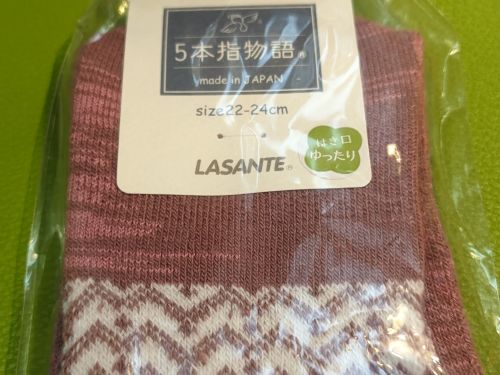 5本指物語®
made in JAPAN
size22-24cm
はき口
ゆったり
LASANTE®